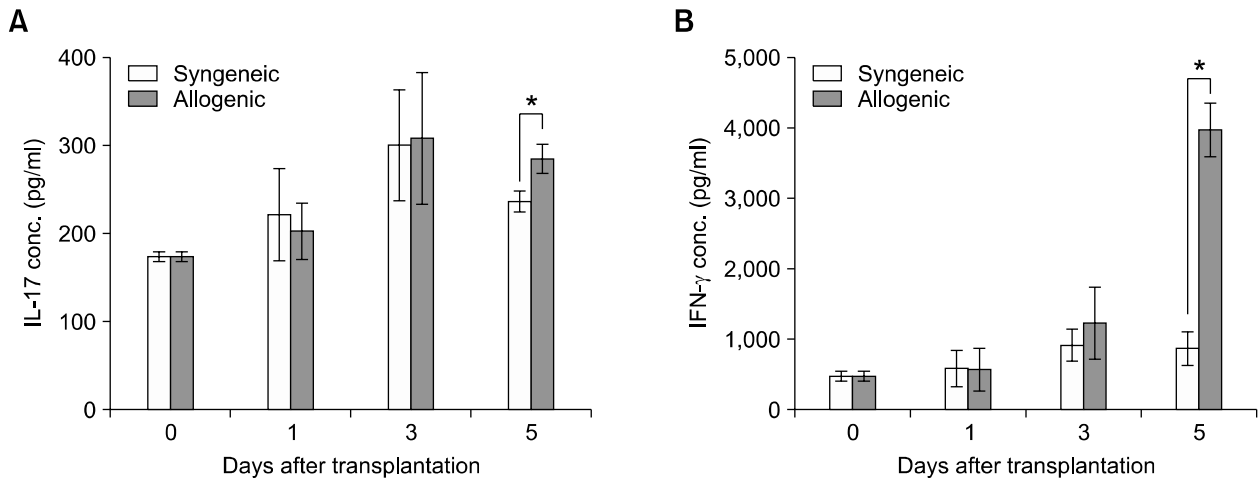 A
400
300
200
100
0
IL-17 conc. (pg/ml)
Syngeneic
Allogenic
*
0 1 3 5
Days after transplantation
B
5,000
4,000
3,000
2,000
1,000
0
IFN-γ conc. (pg/ml)
Syngeneic
Allogenic
*
0 1 3 5
Days after transplantation